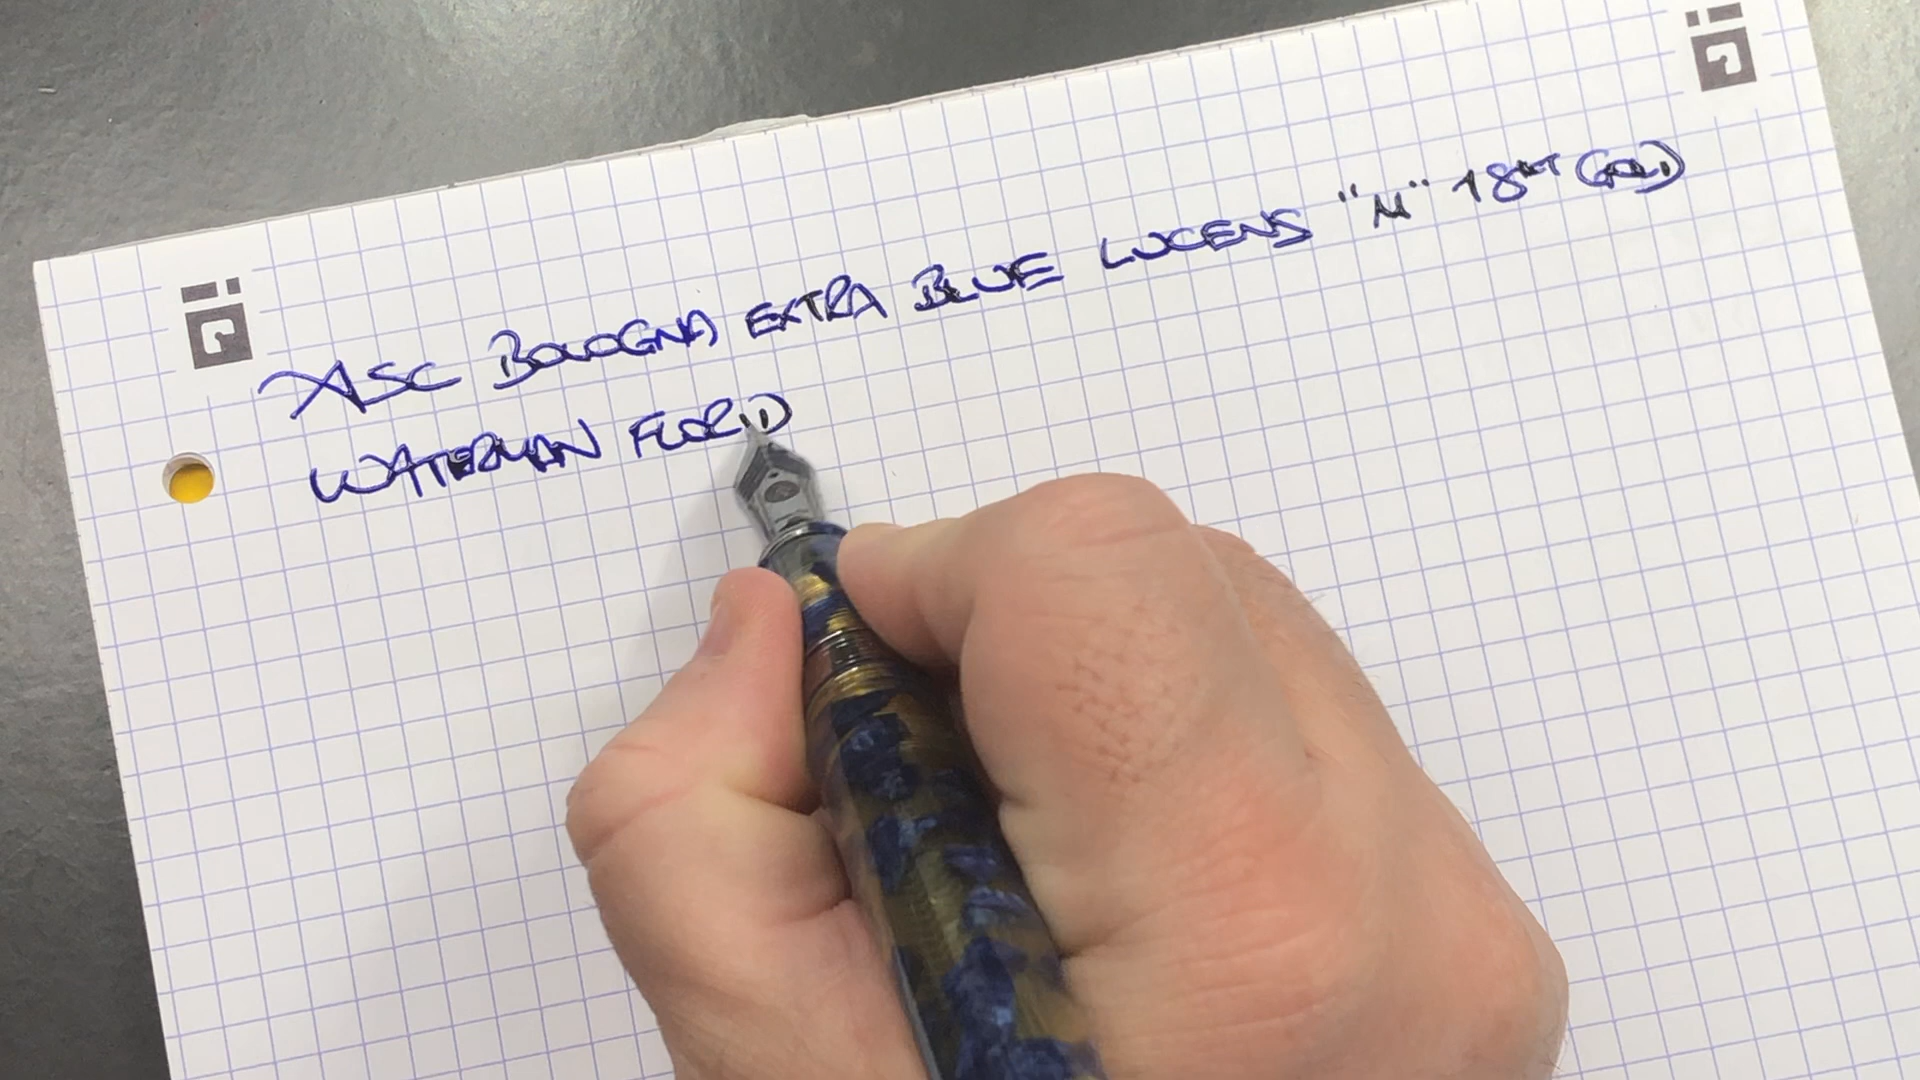 ASC BOLOGNA EXTRA BLUE LUCENS "M" 18KT GOLD
WATERMAN FLORID